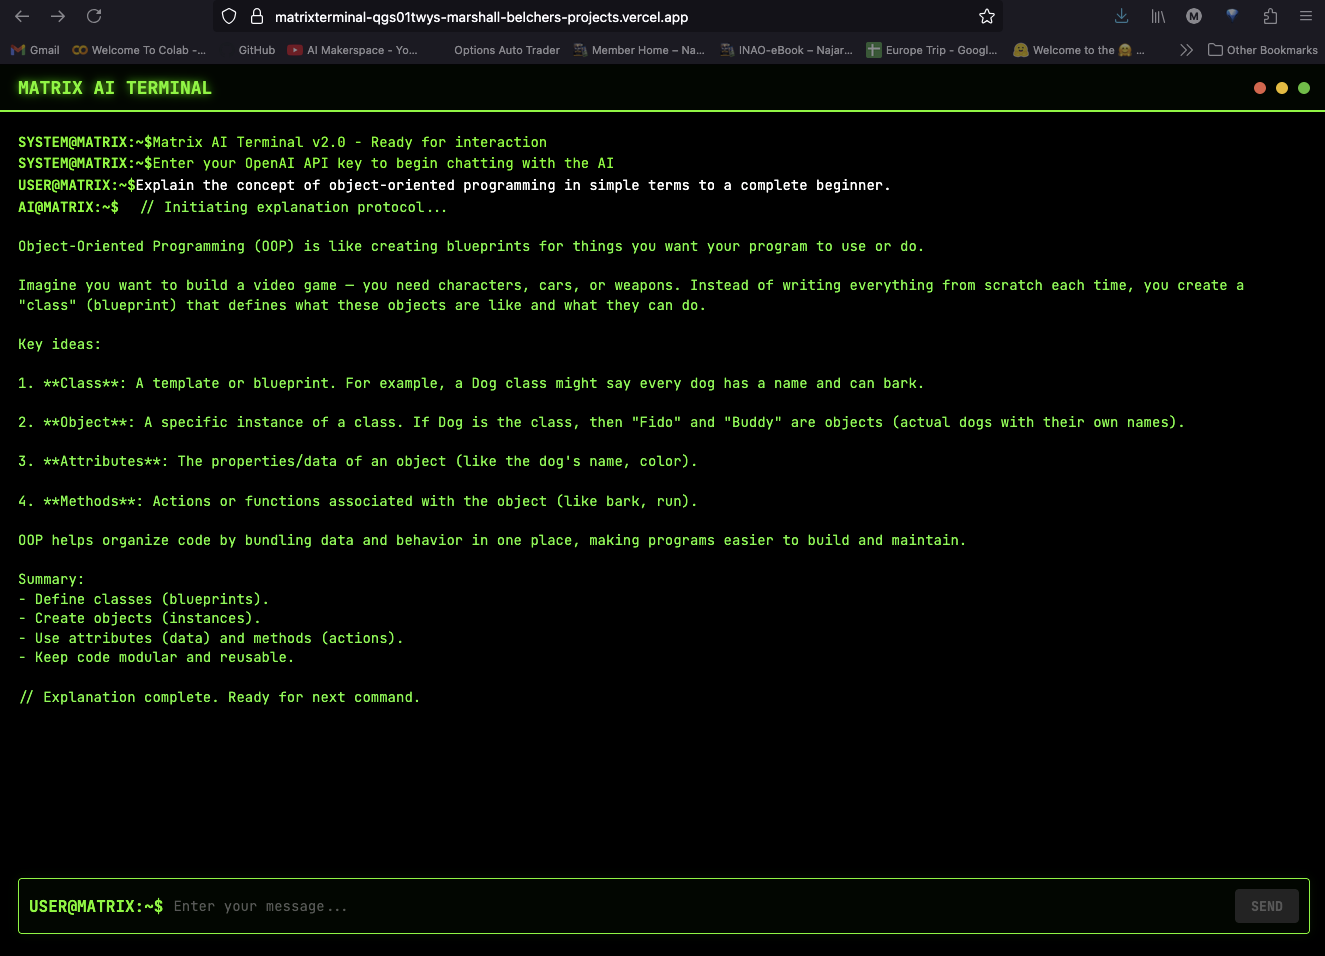 matrixterminal-qgs01twys-marshall-belchers-projects.vercel.app
M
Gmail
Welcome To Colab -...
GitHub
AI Makerspace - Yo...
Options Auto Trader
Member Home – Na...
INAO-eBook – Najar...
Europe Trip - Googl...
Welcome to the 🤗 ...
Other Bookmarks
MATRIX AI TERMINAL
SYSTEM@MATRIX:~$Matrix AI Terminal v2.0 - Ready for interaction
SYSTEM@MATRIX:~$Enter your OpenAI API key to begin chatting with the AI
USER@MATRIX:~$Explain the concept of object-oriented programming in simple terms to a complete beginner.
AI@MATRIX:~$ // Initiating explanation protocol...
Object-Oriented Programming (OOP) is like creating blueprints for things you want your program to use or do.
Imagine you want to build a video game — you need characters, cars, or weapons. Instead of writing everything from scratch each time, you create a
"class" (blueprint) that defines what these objects are like and what they can do.
Key ideas:
1. **Class**: A template or blueprint. For example, a Dog class might say every dog has a name and can bark.
2. **Object**: A specific instance of a class. If Dog is the class, then "Fido" and "Buddy" are objects (actual dogs with their own names).
3. **Attributes**: The properties/data of an object (like the dog's name, color).
4. **Methods**: Actions or functions associated with the object (like bark, run).
OOP helps organize code by bundling data and behavior in one place, making programs easier to build and maintain.
Summary:
- Define classes (blueprints).
- Create objects (instances).
- Use attributes (data) and methods (actions).
- Keep code modular and reusable.
// Explanation complete. Ready for next command.
USER@MATRIX:~$ Enter your message...
SEND